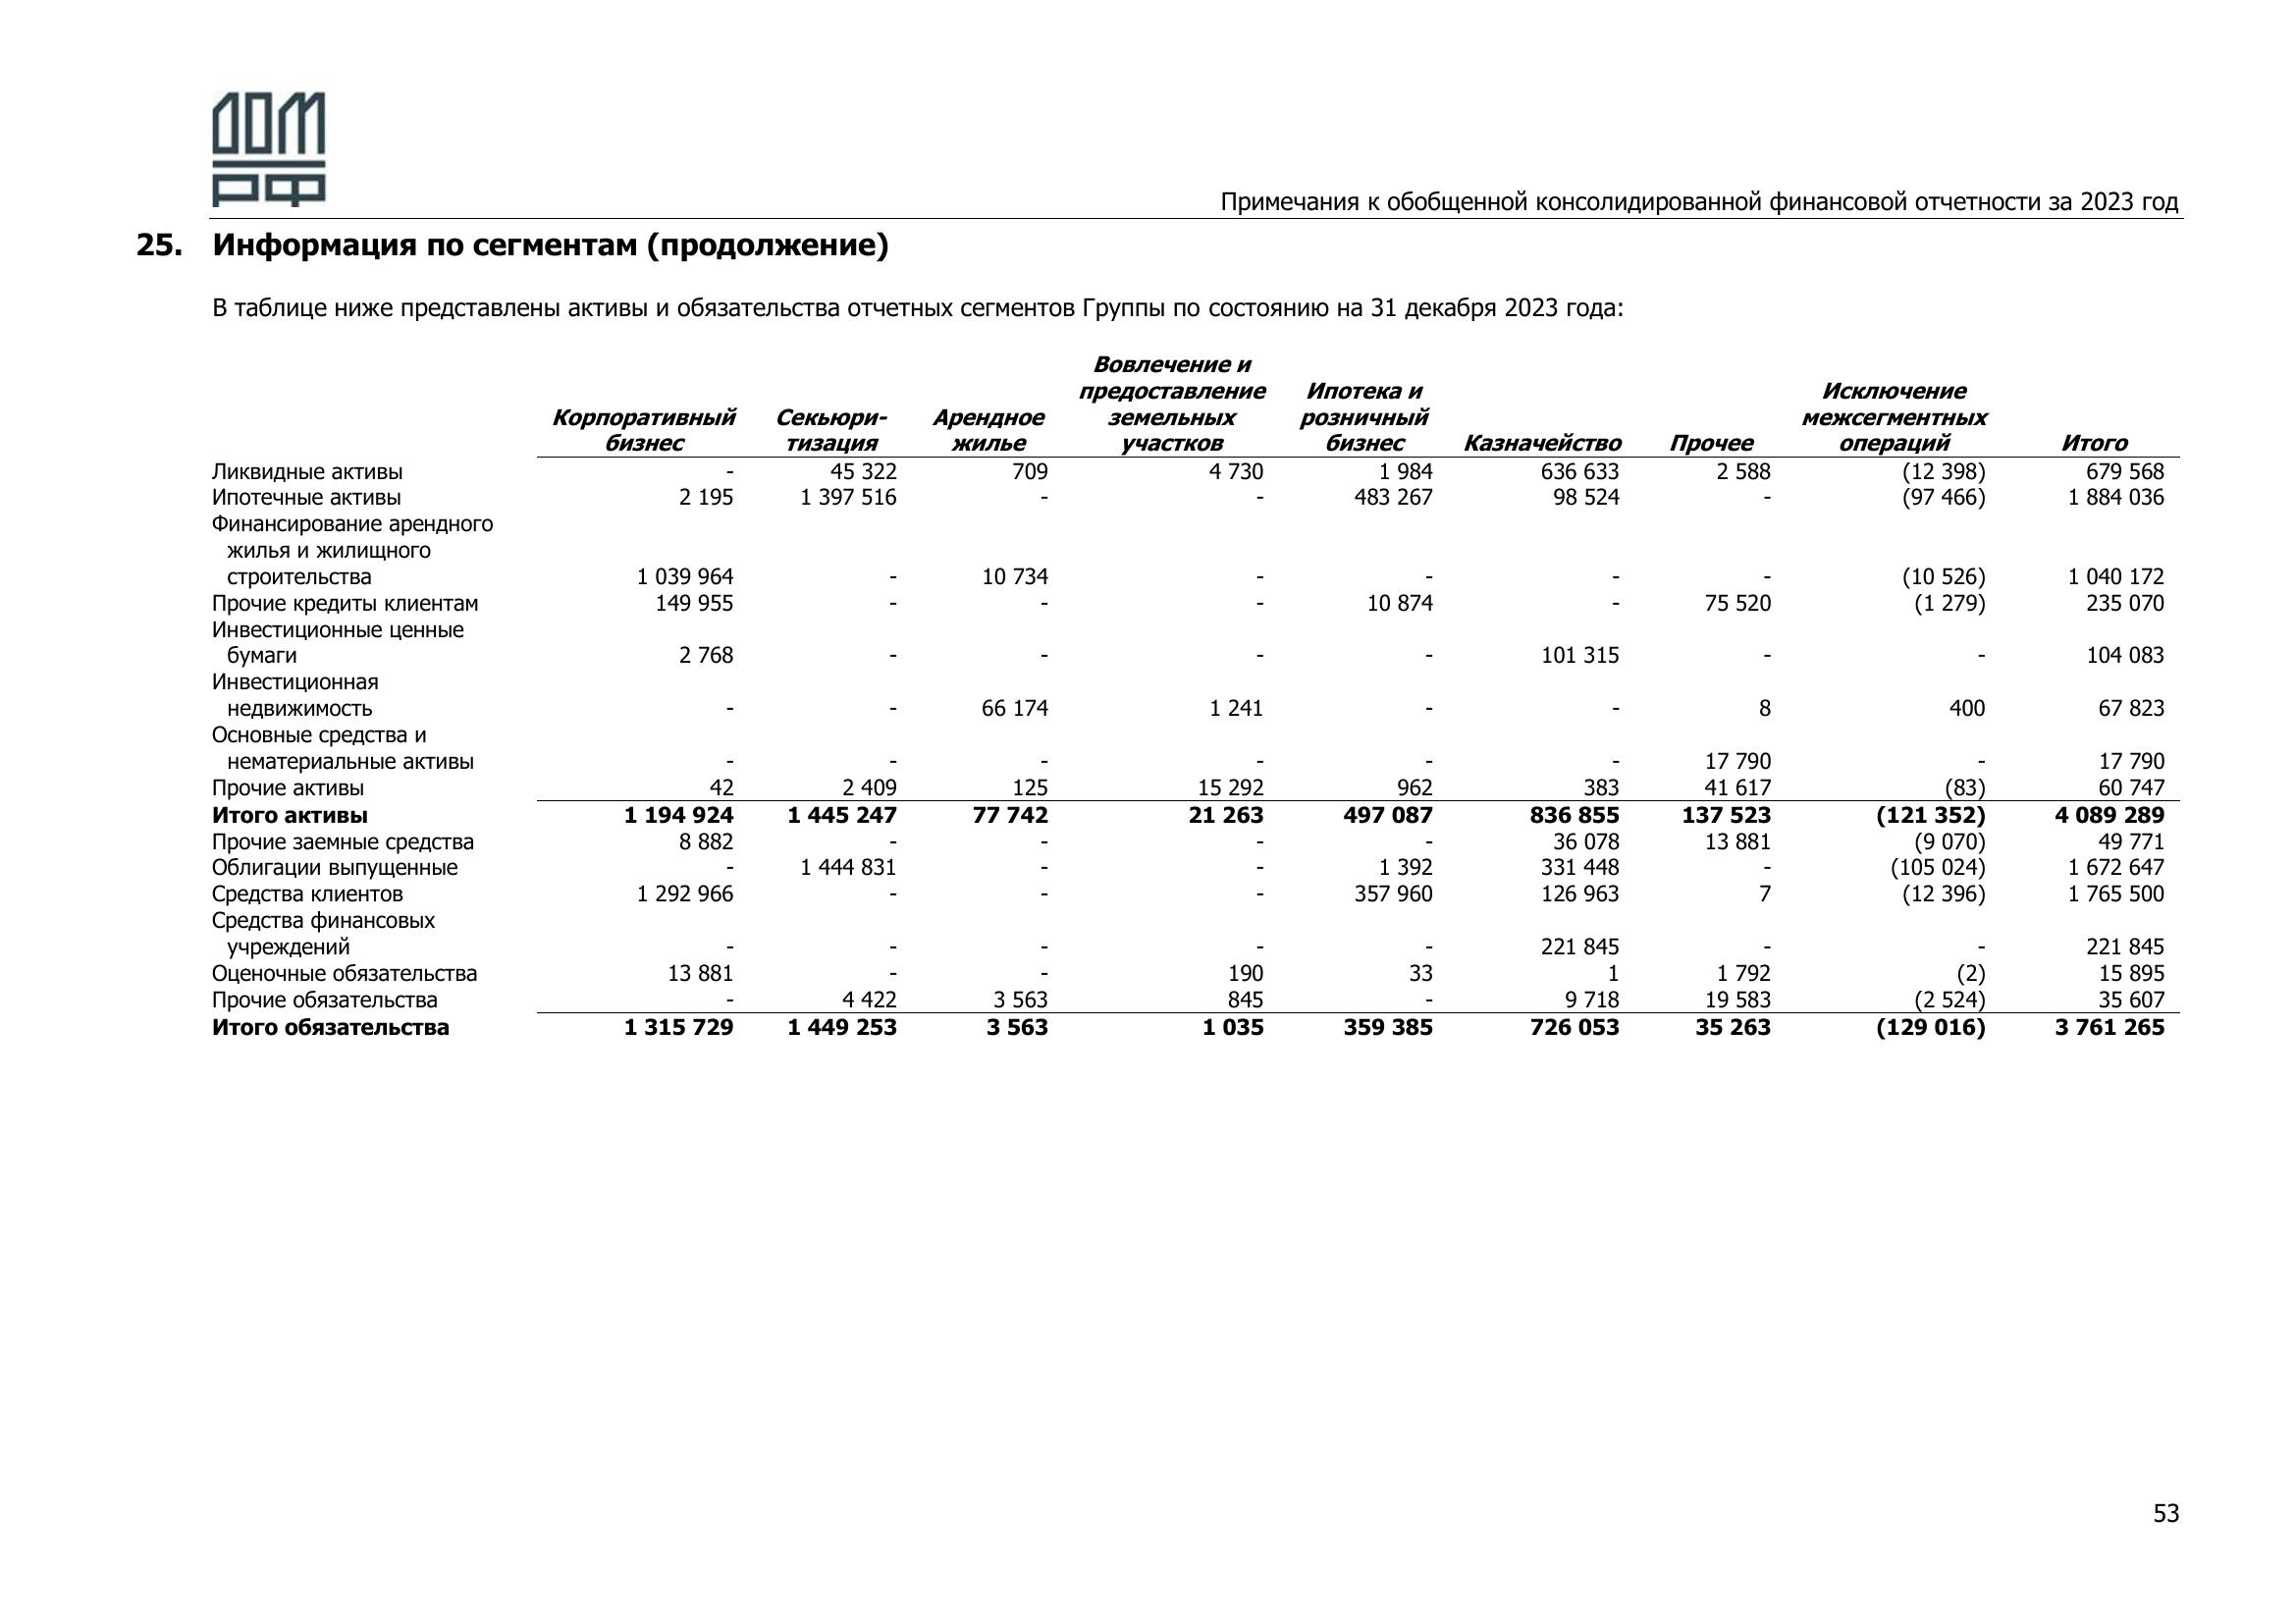 ДОМ
РФ
Примечания к обобщенной консолидированной финансовой отчетности за 2023 год
25. Информация по сегментам (продолжение)
В таблице ниже представлены активы и обязательства отчетных сегментов Группы по состоянию на 31 декабря 2023 года:
Вовлечение и
предоставление Ипотека и Исключение
Корпоративный Секьюри- Арендное земельных розничный межсегментных
бизнес тизация жилье участков бизнес Казначейство Прочее операций Итого
Ликвидные активы - 45 322 709 4 730 1 984 636 633 2 588 (12 398) 679 568
Ипотечные активы 2 195 1 397 516 - - 483 267 98 524 - (97 466) 1 884 036
Финансирование арендного
жилья и жилищного
строительства 1 039 964 - 10 734 - - - - (10 526) 1 040 172
Прочие кредиты клиентам 149 955 - - - 10 874 - 75 520 (1 279) 235 070
Инвестиционные ценные
бумаги 2 768 - - - - 101 315 - - 104 083
Инвестиционная
недвижимость - - 66 174 1 241 - - 8 400 67 823
Основные средства и
нематериальные активы - - - - - - 17 790 - 17 790
Прочие активы 42 2 409 125 15 292 962 383 41 617 (83) 60 747
Итого активы 1 194 924 1 445 247 77 742 21 263 497 087 836 855 137 523 (121 352) 4 089 289
Прочие заемные средства 8 882 - - - - 36 078 13 881 (9 070) 49 771
Облигации выпущенные - 1 444 831 - - 1 392 331 448 - (105 024) 1 672 647
Средства клиентов 1 292 966 - - - 357 960 126 963 7 (12 396) 1 765 500
Средства финансовых
учреждений - - - - - 221 845 - - 221 845
Оценочные обязательства 13 881 - - 190 33 1 1 792 (2) 15 895
Прочие обязательства - 4 422 3 563 845 - 9 718 19 583 (2 524) 35 607
Итого обязательства 1 315 729 1 449 253 3 563 1 035 359 385 726 053 35 263 (129 016) 3 761 265
53